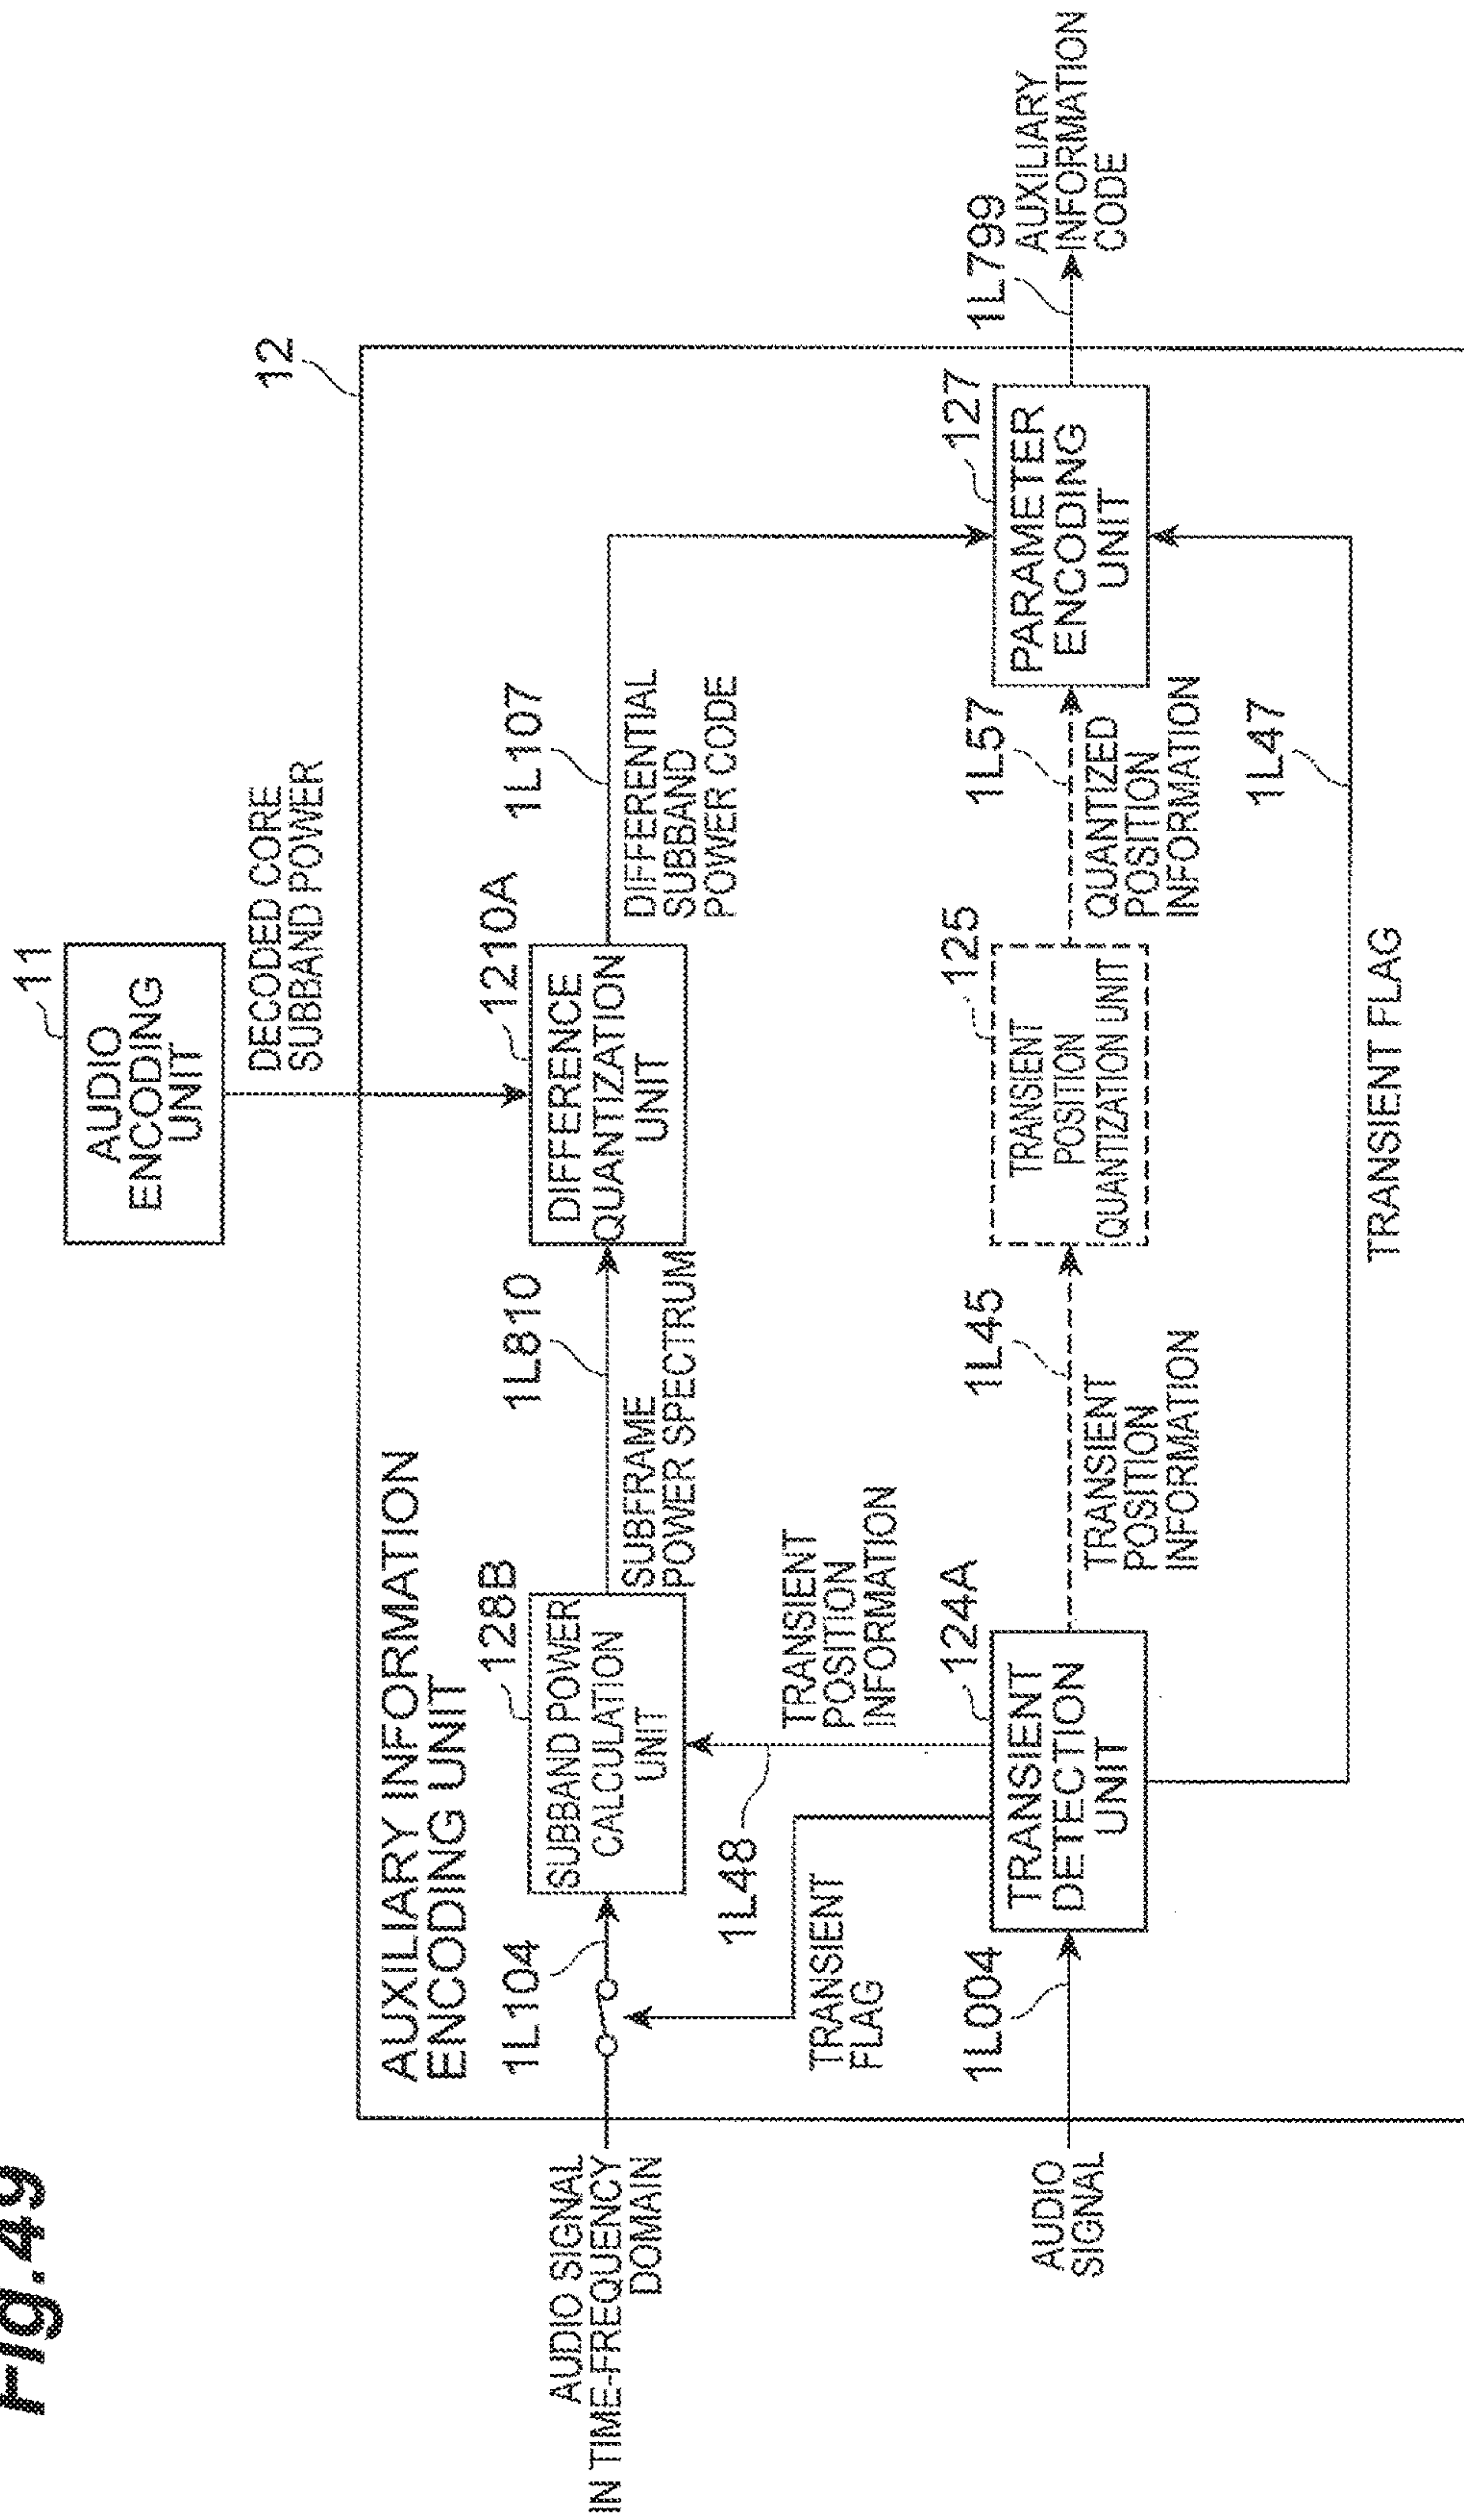 Fig.49
11
AUDIO
ENCODING
UNIT
DECODED CORE
SUBBAND POWER
12
AUXILIARY INFORMATION
ENCODING UNIT
AUDIO SIGNAL
IN TIME-FREQUENCY
DOMAIN
1L104
128B
SUBBAND POWER
CALCULATION
UNIT
1L810
SUBFRAME
POWER SPECTRUM
1210A
DIFFERENCE
QUANTIZATION
UNIT
1L107
DIFFERENTIAL
SUBBAND
POWER CODE
1L48
TRANSIENT
POSITION
INFORMATION
TRANSIENT
FLAG
AUDIO
SIGNAL
1L004
124A
TRANSIENT
DETECTION
UNIT
1L45
TRANSIENT
POSITION
INFORMATION
125
TRANSIENT
POSITION
QUANTIZATION UNIT
1L57
QUANTIZED
POSITION
INFORMATION
127
PARAMETER
ENCODING
UNIT
1L799
AUXILIARY
INFORMATION
CODE
1L47
TRANSIENT FLAG